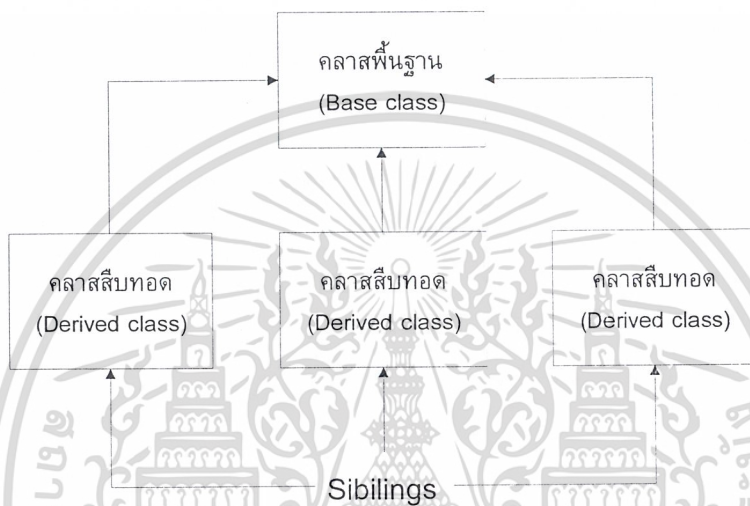 คลาสพื้นฐาน
(Base class)
คลาสสืบทอด
(Derived class)
คลาสสืบทอด
(Derived class)
คลาสสืบทอด
(Derived class)
Sibilings